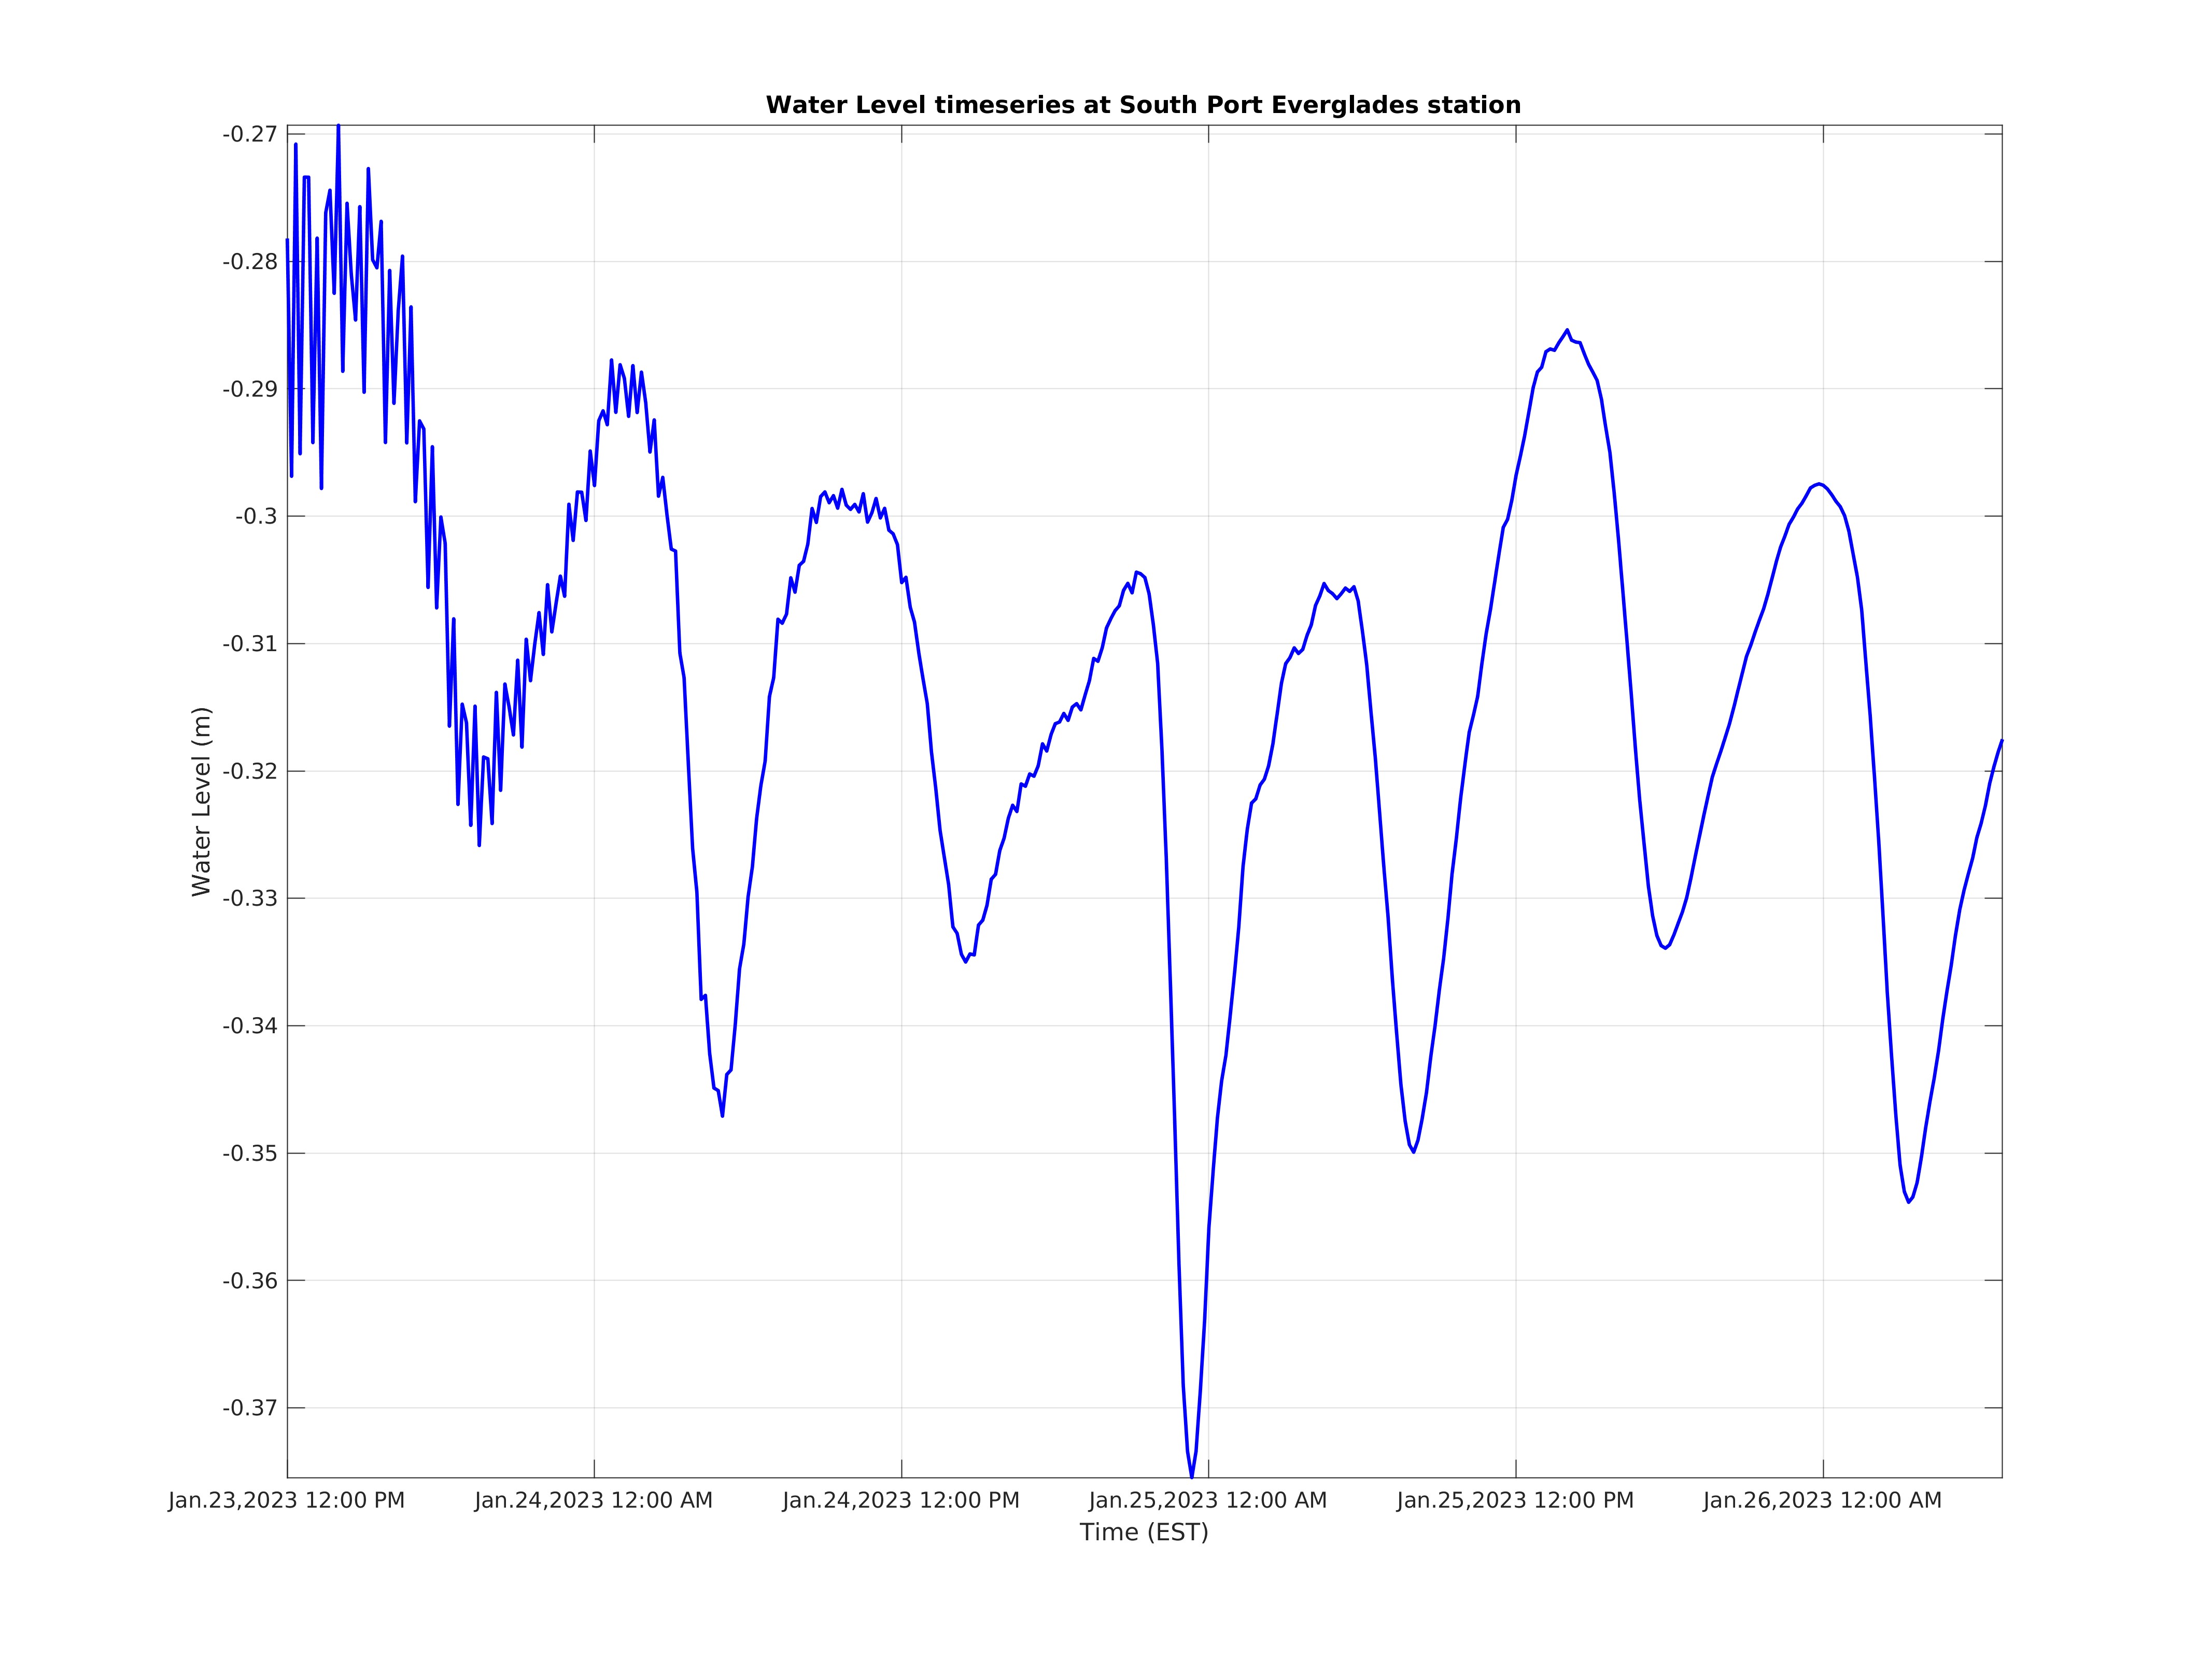 Water Level timeseries at South Port Everglades station
-0.27
-0.28
-0.29
-0.3
-0.31
-0.32
-0.33
-0.34
-0.35
-0.36
-0.37
Water Level (m)
Jan.23,2023 12:00 PM
Jan.24,2023 12:00 AM
Jan.24,2023 12:00 PM
Jan.25,2023 12:00 AM
Jan.25,2023 12:00 PM
Jan.26,2023 12:00 AM
Time (EST)